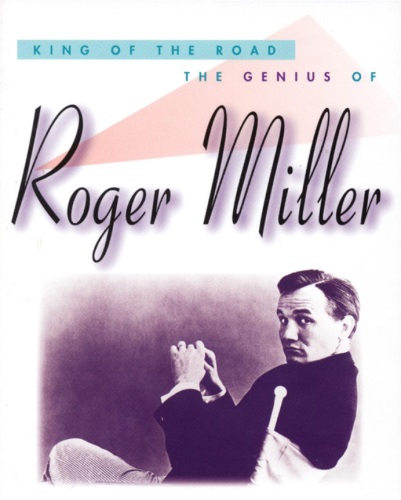 KING OF THE ROAD
THE GENIUS OF
Roger Miller